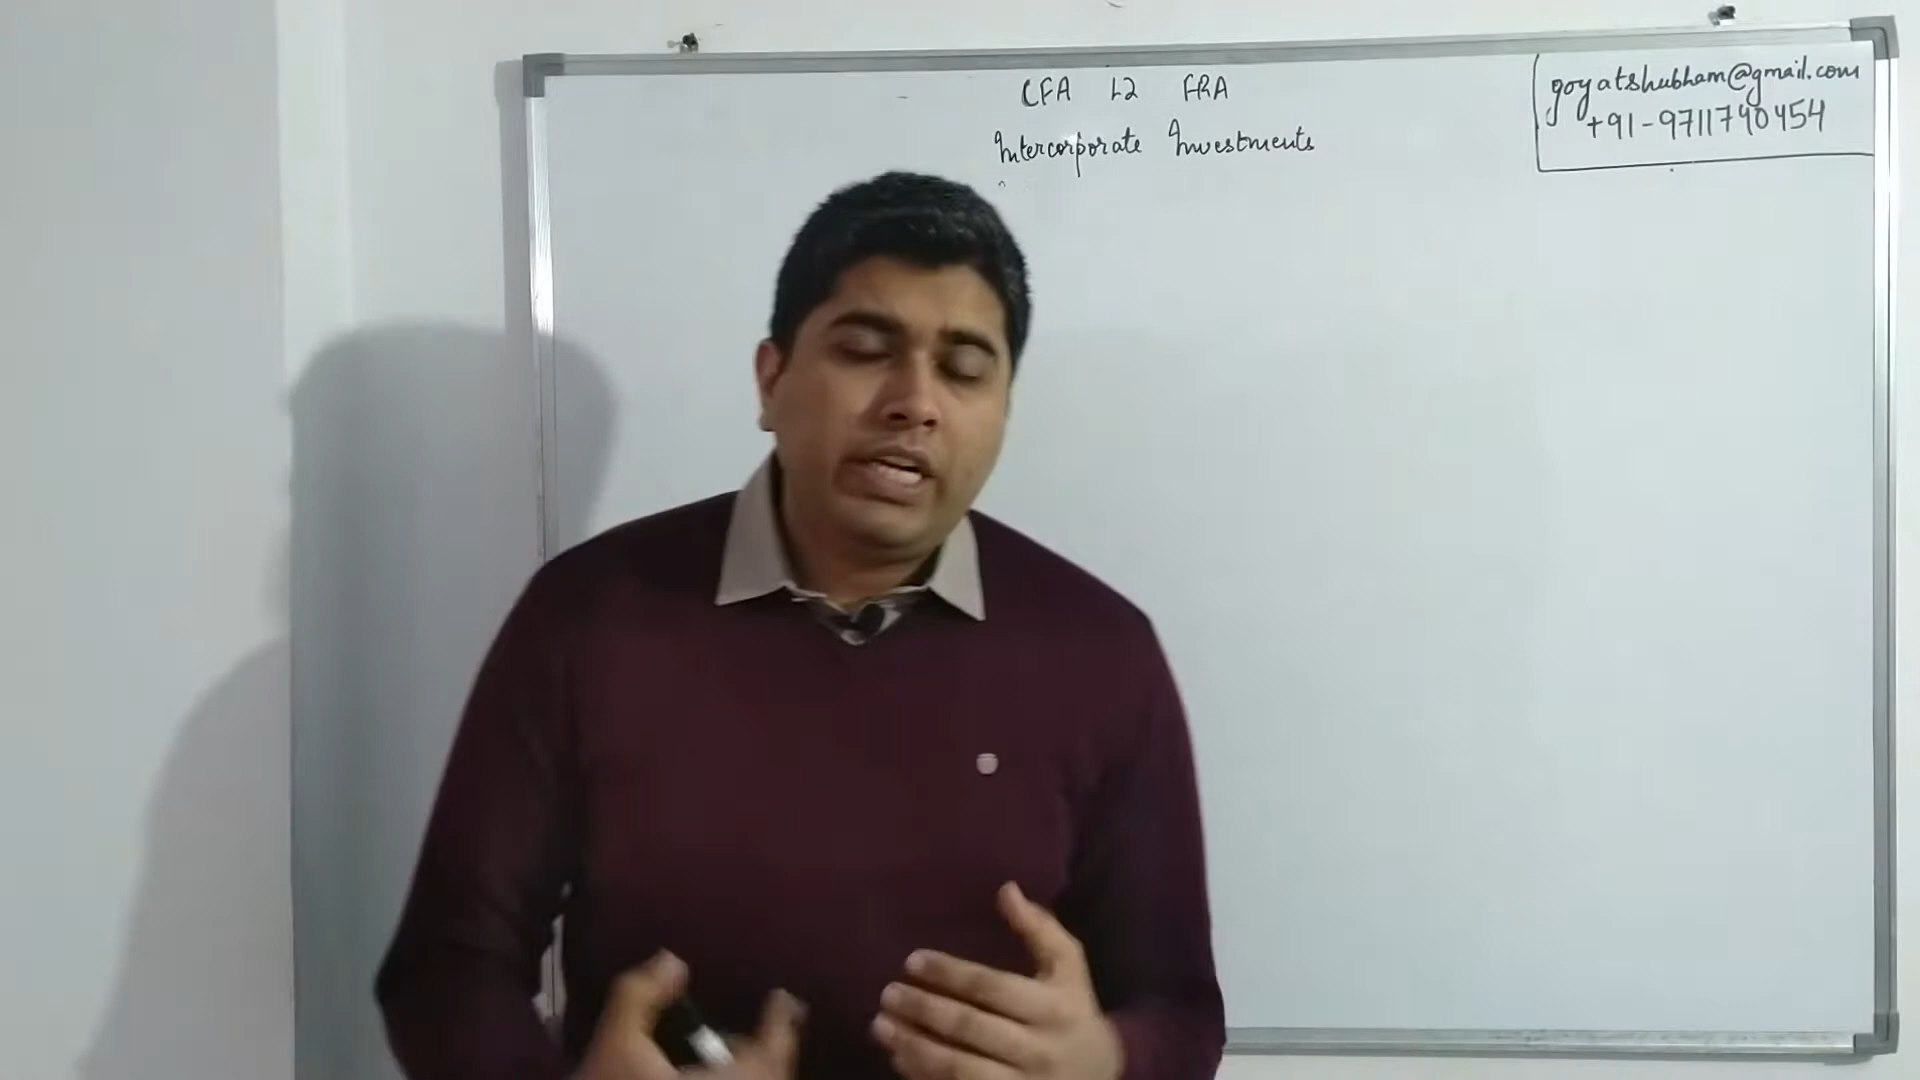 CFA L2 FRA
Intercorporate Investments
goyatshubham@gmail.com
+91-9711740454